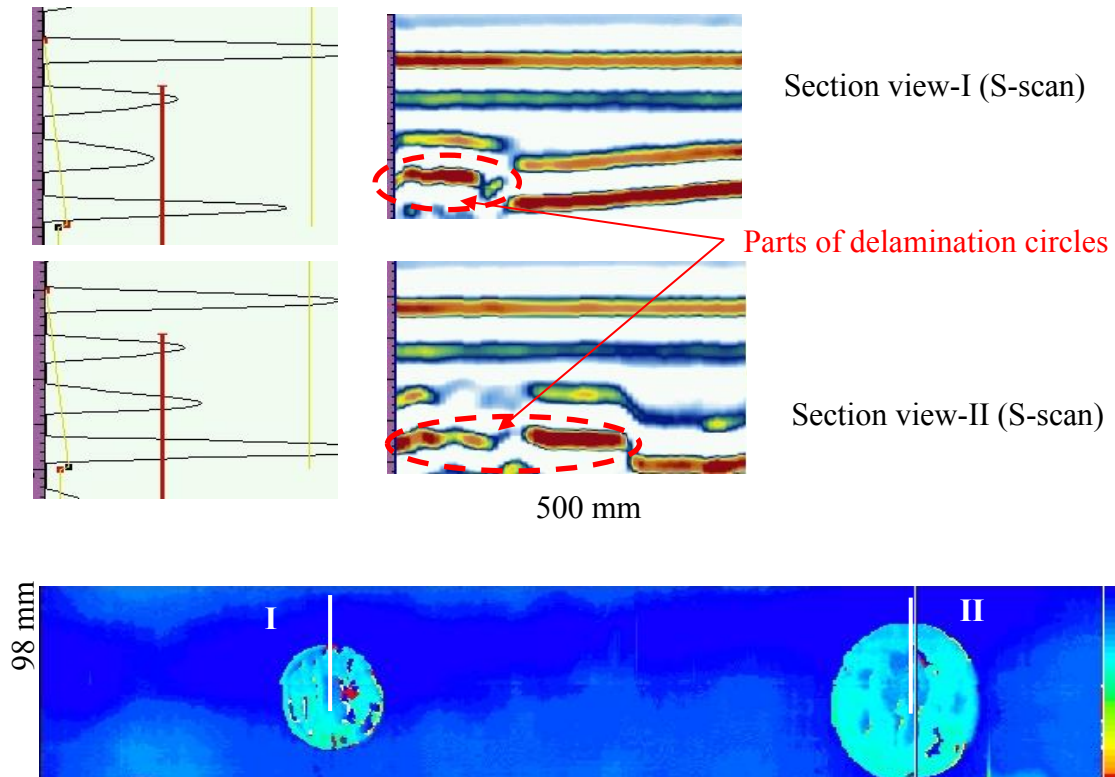 Section view-I (S-scan)
Parts of delamination circles
Section view-II (S-scan)
500 mm
98 mm
I
II